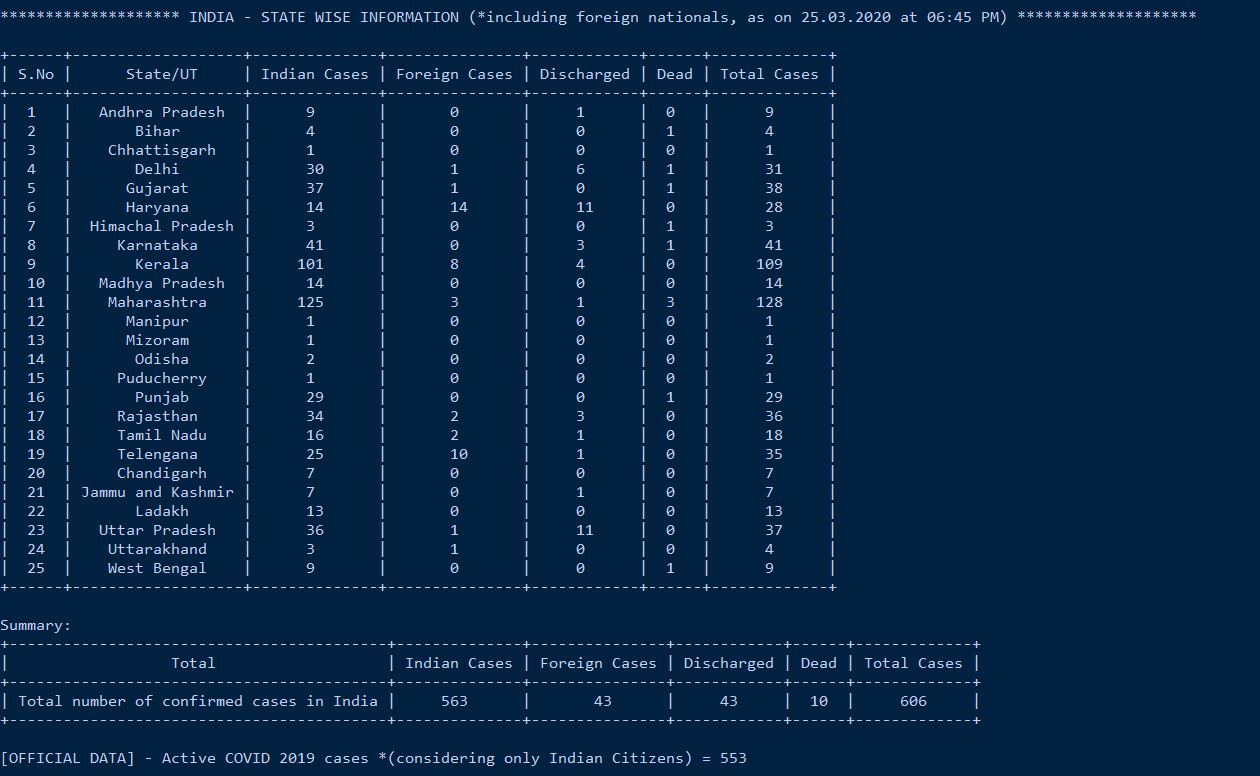 ******************** INDIA - STATE WISE INFORMATION (*including foreign nationals, as on 25.03.2020 at 06:45 PM) ********************
+------+-------------------+--------------+---------------+------------+------+-------------+
| S.No |      State/UT     | Indian Cases | Foreign Cases | Discharged | Dead | Total Cases |
+------+-------------------+--------------+---------------+------------+------+-------------+
|  1   |   Andhra Pradesh  |      9       |       0       |     1      |  0   |      9      |
|  2   |       Bihar       |      4       |       0       |     0      |  1   |      4      |
|  3   |    Chhattisgarh   |      1       |       0       |     0      |  0   |      1      |
|  4   |       Delhi       |      30      |       1       |     6      |  1   |      31     |
|  5   |      Gujarat      |      37      |       1       |     0      |  1   |      38     |
|  6   |      Haryana      |      14      |       14      |     11     |  0   |      28     |
|  7   |  Himachal Pradesh |      3       |       0       |     0      |  1   |      3      |
|  8   |     Karnataka     |      41      |       0       |     3      |  1   |      41     |
|  9   |       Kerala      |     101      |       8       |     4      |  0   |     109     |
|  10  |   Madhya Pradesh  |      14      |       0       |     0      |  0   |      14     |
|  11  |    Maharashtra    |     125      |       3       |     1      |  3   |     128     |
|  12  |      Manipur      |      1       |       0       |     0      |  0   |      1      |
|  13  |      Mizoram      |      1       |       0       |     0      |  0   |      1      |
|  14  |       Odisha      |      2       |       0       |     0      |  0   |      2      |
|  15  |     Puducherry    |      1       |       0       |     0      |  0   |      1      |
|  16  |       Punjab      |      29      |       0       |     0      |  1   |      29     |
|  17  |     Rajasthan     |      34      |       2       |     3      |  0   |      36     |
|  18  |     Tamil Nadu    |      16      |       2       |     1      |  0   |      18     |
|  19  |     Telengana     |      25      |       10      |     1      |  0   |      35     |
|  20  |     Chandigarh    |      7       |       0       |     0      |  0   |      7      |
|  21  | Jammu and Kashmir |      7       |       0       |     1      |  0   |      7      |
|  22  |       Ladakh      |      13      |       0       |     0      |  0   |      13     |
|  23  |   Uttar Pradesh   |      36      |       1       |     11     |  0   |      37     |
|  24  |    Uttarakhand    |      3       |       1       |     0      |  0   |      4      |
|  25  |    West Bengal    |      9       |       0       |     0      |  1   |      9      |
+------+-------------------+--------------+---------------+------------+------+-------------+
Summary:
+------------------------------------------+--------------+---------------+------------+------+-------------+
|                  Total                   | Indian Cases | Foreign Cases | Discharged | Dead | Total Cases |
+------------------------------------------+--------------+---------------+------------+------+-------------+
| Total number of confirmed cases in India |     563      |       43      |     43     |  10  |     606     |
+------------------------------------------+--------------+---------------+------------+------+-------------+
[OFFICIAL DATA] - Active COVID 2019 cases *(considering only Indian Citizens) = 553